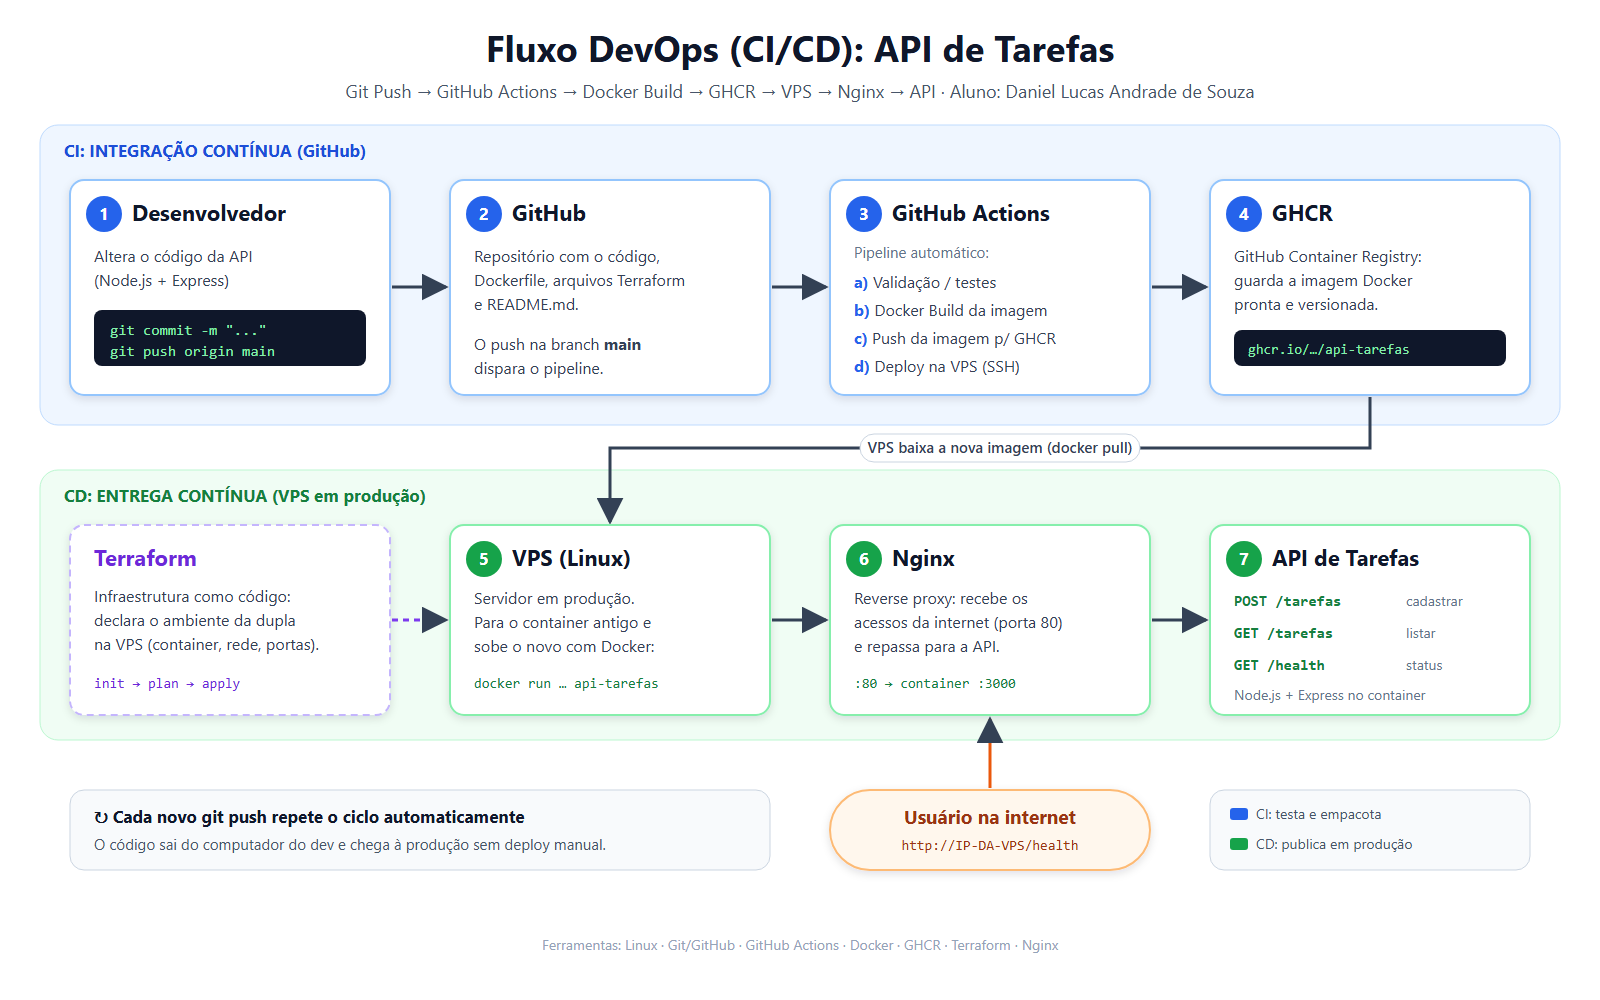 Fluxo DevOps (CI/CD): API de Tarefas
Git Push → GitHub Actions → Docker Build → GHCR → VPS → Nginx → API · Aluno: Daniel Lucas Andrade de Souza
CI: INTEGRAÇÃO CONTÍNUA (GitHub)
1 Desenvolvedor
Altera o código da API
(Node.js + Express)
git commit -m "..."
git push origin main
2 GitHub
Repositório com o código,
Dockerfile, arquivos Terraform
e README.md.
O push na branch main
dispara o pipeline.
3 GitHub Actions
Pipeline automático:
a) Validação / testes
b) Docker Build da imagem
c) Push da imagem p/ GHCR
d) Deploy na VPS (SSH)
4 GHCR
GitHub Container Registry:
guarda a imagem Docker
pronta e versionada.
ghcr.io/…/api-tarefas
VPS baixa a nova imagem (docker pull)
CD: ENTREGA CONTÍNUA (VPS em produção)
Terraform
Infraestrutura como código:
declara o ambiente da dupla
na VPS (container, rede, portas).
init → plan → apply
5 VPS (Linux)
Servidor em produção.
Para o container antigo e
sobe o novo com Docker:
docker run … api-tarefas
6 Nginx
Reverse proxy: recebe os
acessos da internet (porta 80)
e repassa para a API.
:80 → container :3000
7 API de Tarefas
POST /tarefas cadastrar
GET /tarefas listar
GET /health status
Node.js + Express no container
↻ Cada novo git push repete o ciclo automaticamente
O código sai do computador do dev e chega à produção sem deploy manual.
Usuário na internet
http://IP-DA-VPS/health
CI: testa e empacota
CD: publica em produção
Ferramentas: Linux · Git/GitHub · GitHub Actions · Docker · GHCR · Terraform · Nginx